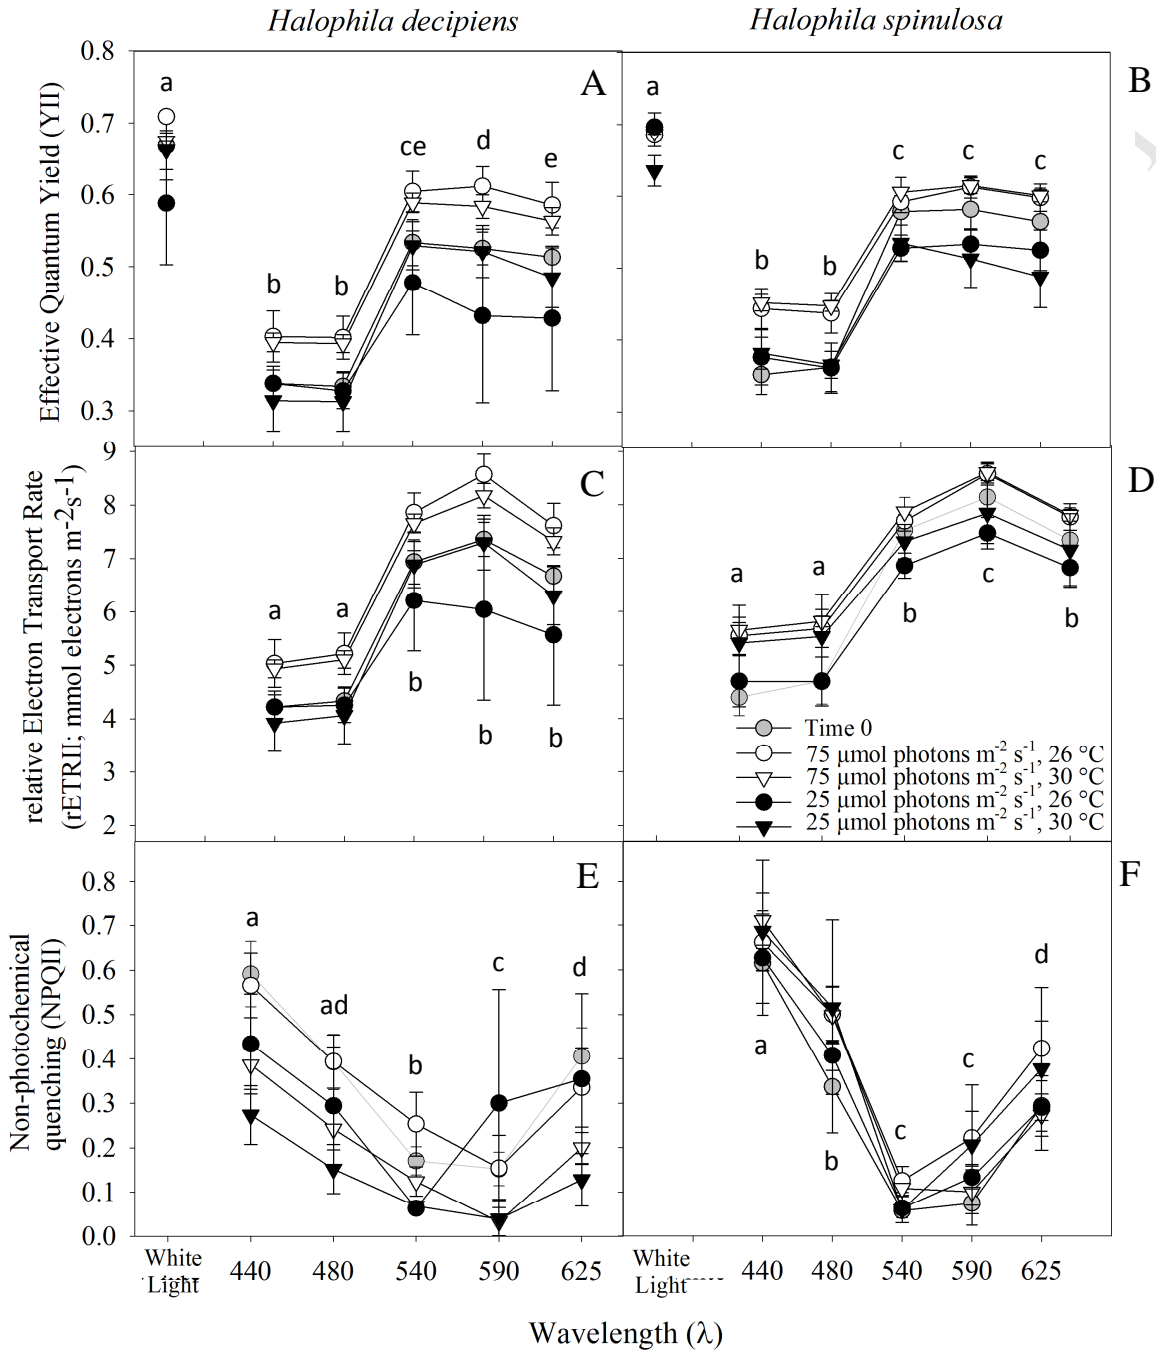 Halophila decipiens
Halophila spinulosa
Effective Quantum Yield (YII)
0.8
0.7
0.6
0.5
0.4
0.3
A
a
b
b
ce
d
e
B
a
b
b
c
c
c
relative Electron Transport Rate
(rETRII; mmol electrons m-2s-1)
9
8
7
6
5
4
3
2
C
a
a
b
b
b
D
a
a
b
c
b
Time 0
75 µmol photons m-2 s-1, 26 °C
75 µmol photons m-2 s-1, 30 °C
25 µmol photons m-2 s-1, 26 °C
25 µmol photons m-2 s-1, 30 °C
Non-photochemical
quenching (NPQII)
0.8
0.7
0.6
0.5
0.4
0.3
0.2
0.1
0.0
E
a
ad
b
c
d
F
a
b
c
c
d
White
Light
440
480
540
590
625
White
Light
440
480
540
590
625
Wavelength (λ)